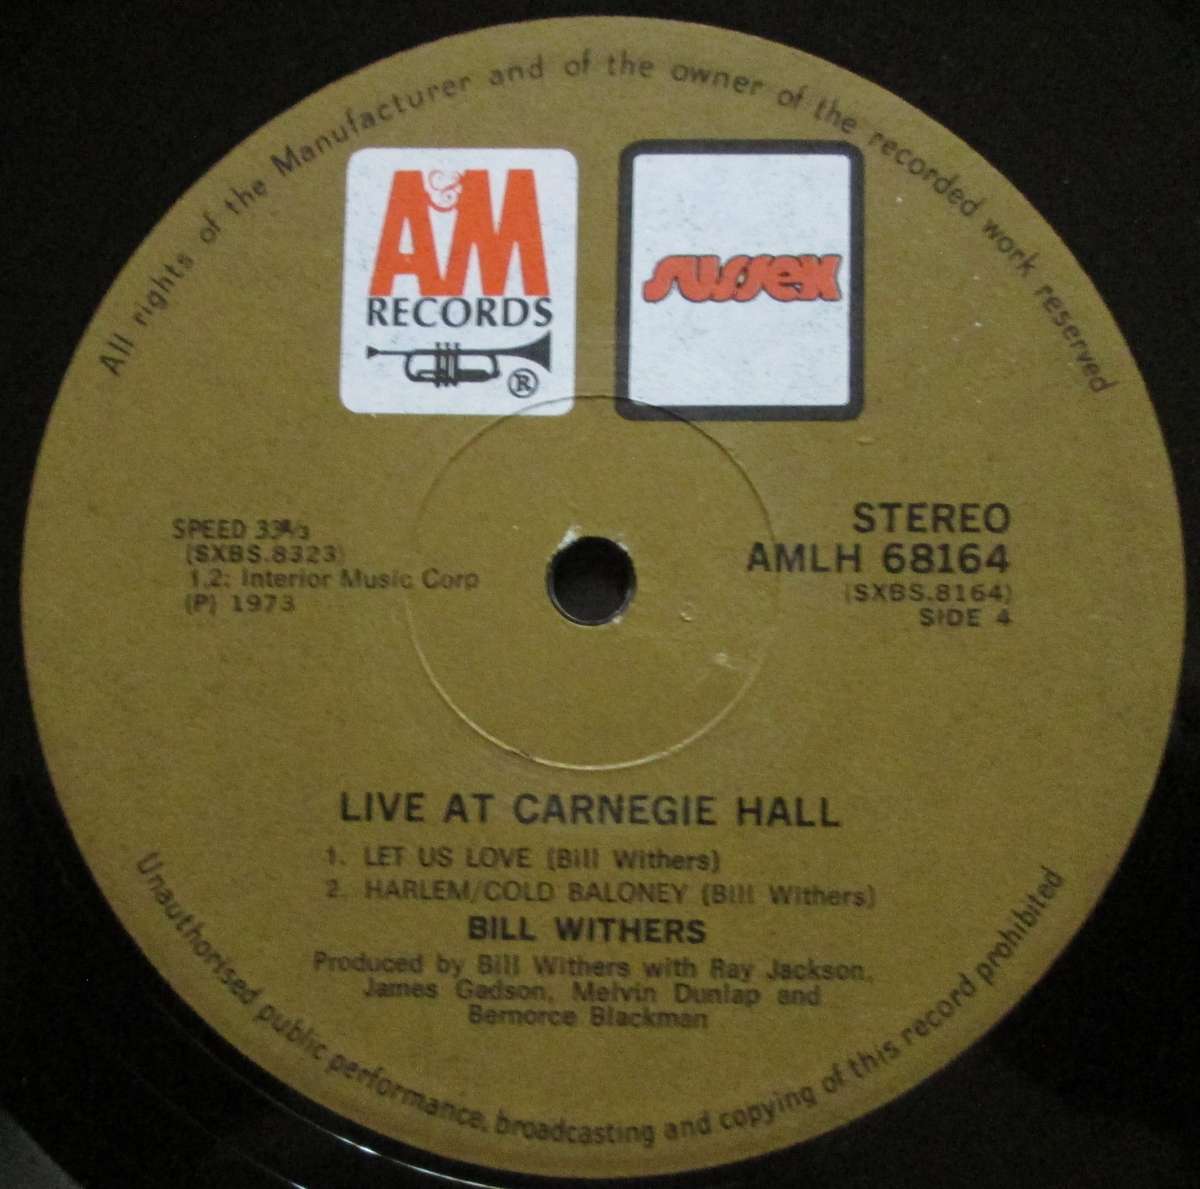 All rights of the Manufacturer and of the owner of the recorded work reserved
A&M
RECORDS
®
sussex
SPEED 33⅓
(SXBS.8323)
1.2: Interior Music Corp
(P) 1973
STEREO
AMLH 68164
(SXBS.8164)
SIDE 4
LIVE AT CARNEGIE HALL
1. LET US LOVE (Bill Withers)
2. HARLEM/COLD BALONEY (Bill Withers)
BILL WITHERS
Produced by Bill Withers with Ray Jackson,
James Gadson, Melvin Dunlap and
Bernorce Blackman
Unauthorised public performance, broadcasting and copying of this record prohibited